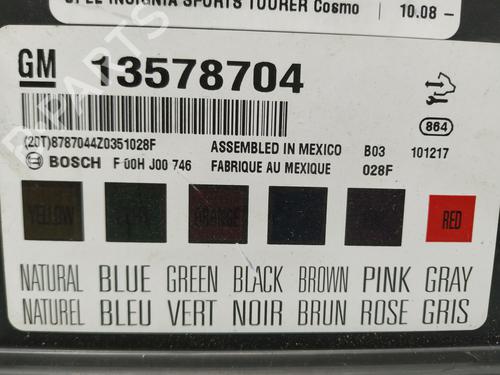 OPEL INSIGNIA SPORTS TOURER Cosmo
10.08 -
GM 13578704
(20T)8787044Z0351028F
864
ASSEMBLED IN MEXICO B03 101217
BOSCH F 00H J00 746 FABRIQUE AU MEXIQUE 028F
YELLOW ORANGE RED
NATURAL BLUE GREEN BLACK BROWN PINK GRAY
NATUREL BLEU VERT NOIR BRUN ROSE GRIS